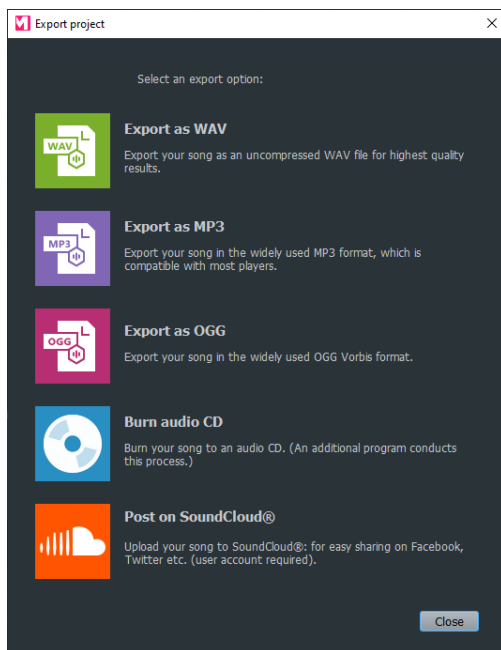 Export project
Select an export option:
WAV
Export as WAV
Export your song as an uncompressed WAV file for highest quality
results.
MP3
Export as MP3
Export your song in the widely used MP3 format, which is
compatible with most players.
OGG
Export as OGG
Export your song in the widely used OGG Vorbis format.
Burn audio CD
Burn your song to an audio CD. (An additional program conducts
this process.)
Post on SoundCloud®
Upload your song to SoundCloud®: for easy sharing on Facebook,
Twitter etc. (user account required).
Close